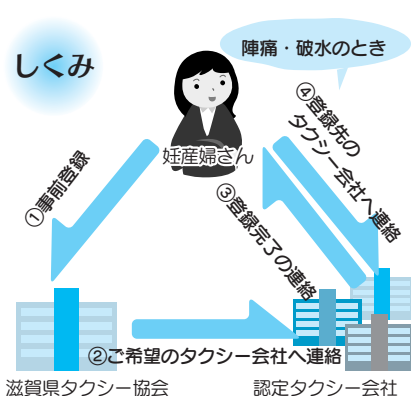 しくみ
陣痛・破水のとき
妊産婦さん
①事前登録
④登録先の
タクシー会社へ連絡
③登録完了の連絡
②ご希望のタクシー会社へ連絡
滋賀県タクシー協会
認定タクシー会社